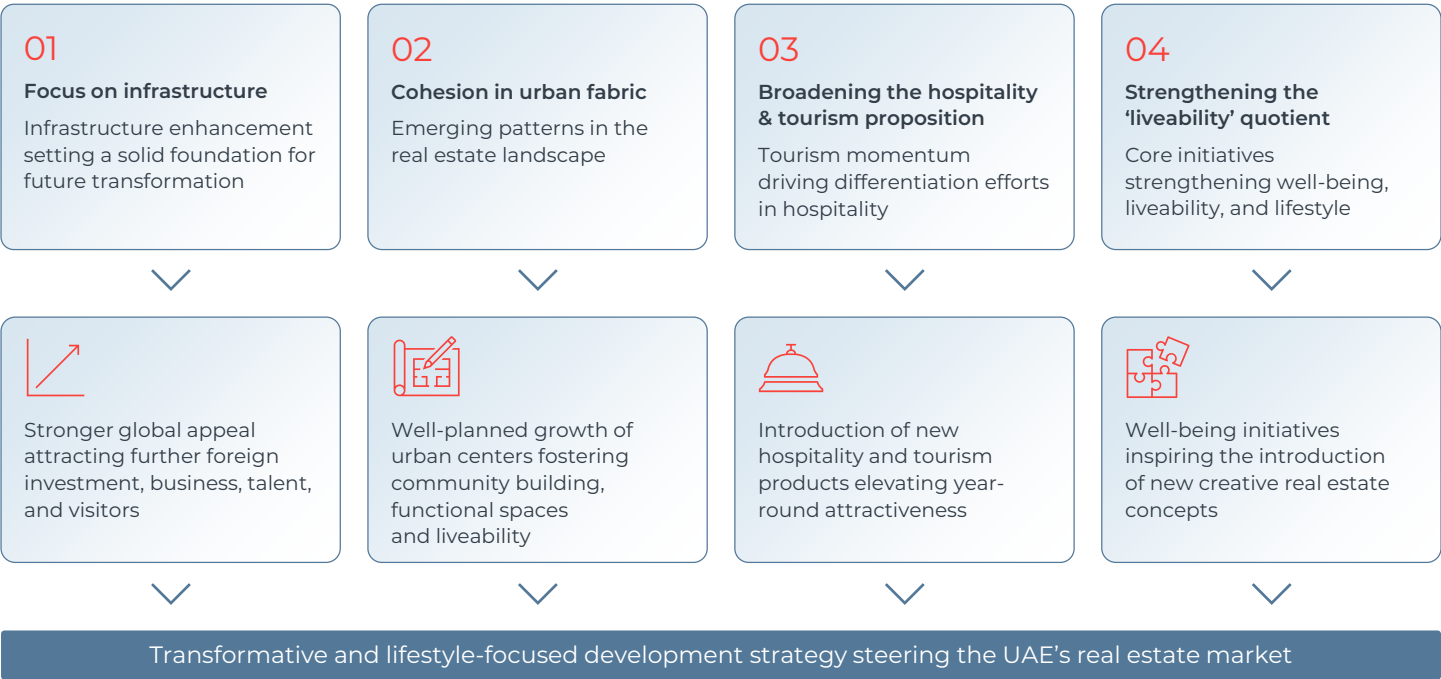 01
Focus on infrastructure
Infrastructure enhancement
setting a solid foundation for
future transformation
02
Cohesion in urban fabric
Emerging patterns in the
real estate landscape
03
Broadening the hospitality
& tourism proposition
Tourism momentum
driving differentiation efforts
in hospitality
04
Strengthening the
‘liveability’ quotient
Core initiatives
strengthening well-being,
liveability, and lifestyle
Stronger global appeal
attracting further foreign
investment, business, talent,
and visitors
Well-planned growth of
urban centers fostering
community building,
functional spaces
and liveability
Introduction of new
hospitality and tourism
products elevating year-
round attractiveness
Well-being initiatives
inspiring the introduction
of new creative real estate
concepts
Transformative and lifestyle-focused development strategy steering the UAE’s real estate market